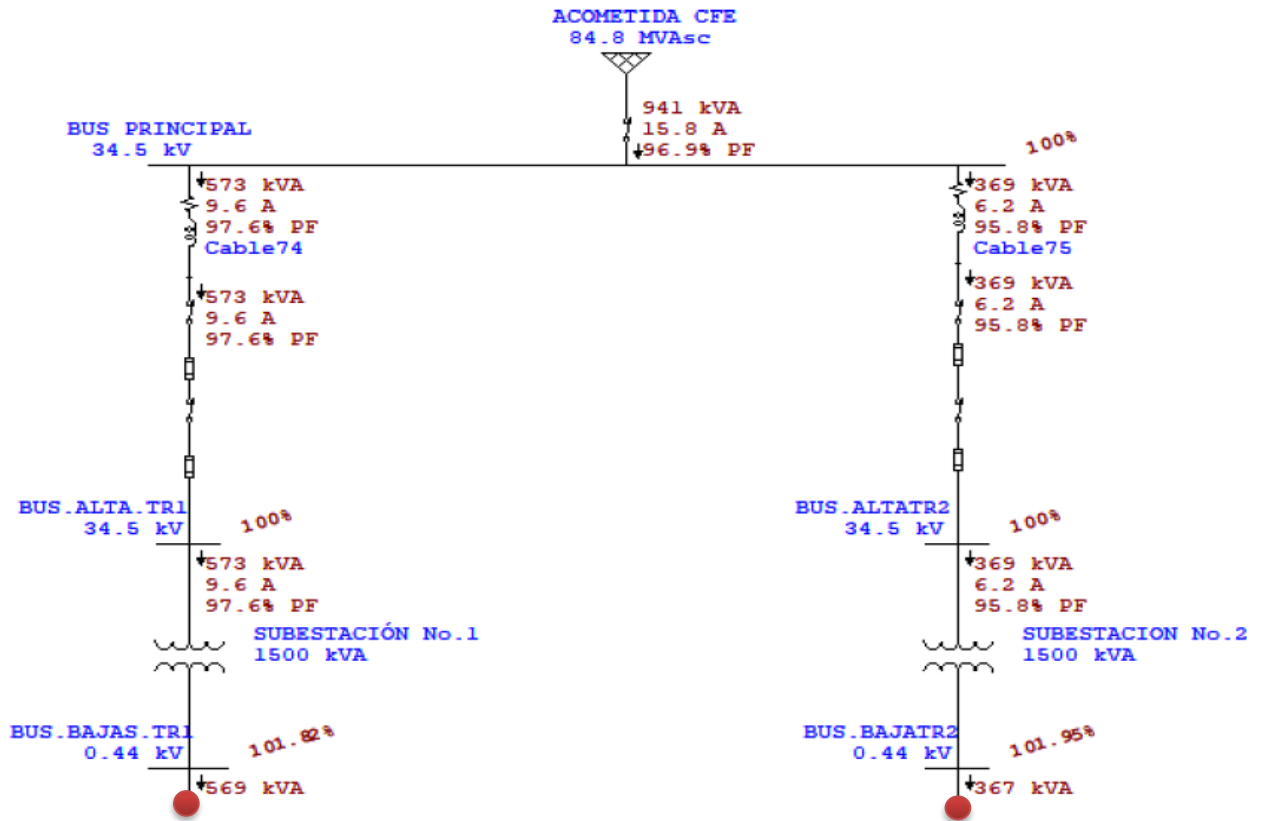 ACOMETIDA CFE
84.8 MVAsc
941 kVA
15.8 A
96.9% PF
BUS PRINCIPAL
34.5 kV
100%
573 kVA
9.6 A
97.6% PF
Cable74
369 kVA
6.2 A
95.8% PF
Cable75
573 kVA
9.6 A
97.6% PF
369 kVA
6.2 A
95.8% PF
BUS.ALTA.TR1
34.5 kV
100%
BUS.ALTATR2
34.5 kV
100%
573 kVA
9.6 A
97.6% PF
369 kVA
6.2 A
95.8% PF
SUBESTACIÓN No.1
1500 kVA
SUBESTACION No.2
1500 kVA
BUS.BAJAS.TR1
0.44 kV
101.82%
BUS.BAJATR2
0.44 kV
101.95%
569 kVA
367 kVA